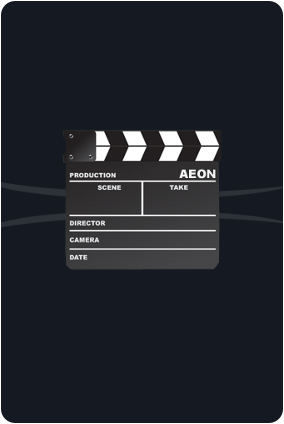 PRODUCTION AEON
SCENE TAKE
DIRECTOR
CAMERA
DATE